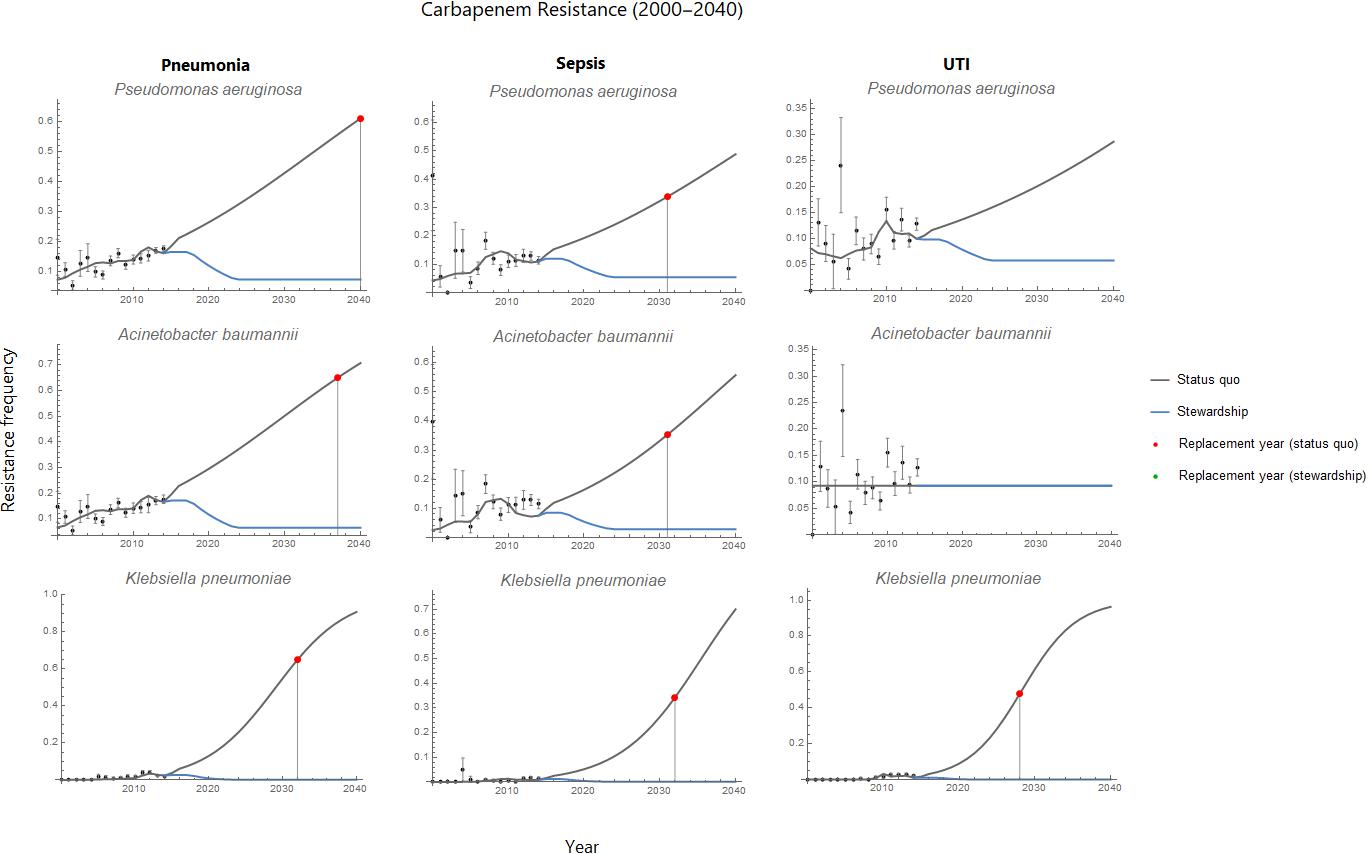 Carbapenem Resistance (2000–2040)
Pneumonia
Sepsis
UTI
Pseudomonas aeruginosa
Pseudomonas aeruginosa
Pseudomonas aeruginosa
0.6
0.5
0.4
0.3
0.2
0.1
2010 2020 2030 2040
0.6
0.5
0.4
0.3
0.2
0.1
2010 2020 2030 2040
0.35
0.30
0.25
0.20
0.15
0.10
0.05
2010 2020 2030 2040
Resistance frequency
Acinetobacter baumannii
Acinetobacter baumannii
Acinetobacter baumannii
0.7
0.6
0.5
0.4
0.3
0.2
0.1
2010 2020 2030 2040
0.6
0.5
0.4
0.3
0.2
0.1
2010 2020 2030 2040
0.35
0.30
0.25
0.20
0.15
0.10
0.05
2010 2020 2030 2040
Status quo
Stewardship
Replacement year (status quo)
Replacement year (stewardship)
Klebsiella pneumoniae
Klebsiella pneumoniae
Klebsiella pneumoniae
1.0
0.8
0.6
0.4
0.2
2010 2020 2030 2040
0.7
0.6
0.5
0.4
0.3
0.2
0.1
2010 2020 2030 2040
1.0
0.8
0.6
0.4
0.2
2010 2020 2030 2040
Year